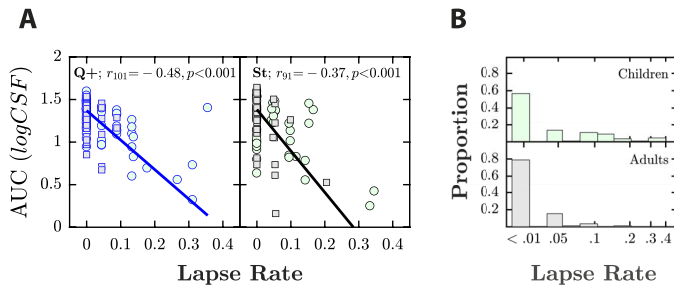 A
B
Q+; r101= − 0.48, p<0.001
St; r91= − 0.37, p<0.001
AUC (logCSF)
2
1.5
1
0.5
0
0 0.1 0.2 0.3 0.4
0 0.1 0.2 0.3 0.4
Lapse Rate
Proportion
Children
0.8
0.6
0.4
0.2
Adults
0.8
0.6
0.4
0.2
< .01 .05 .1 .2 .3 .4
Lapse Rate